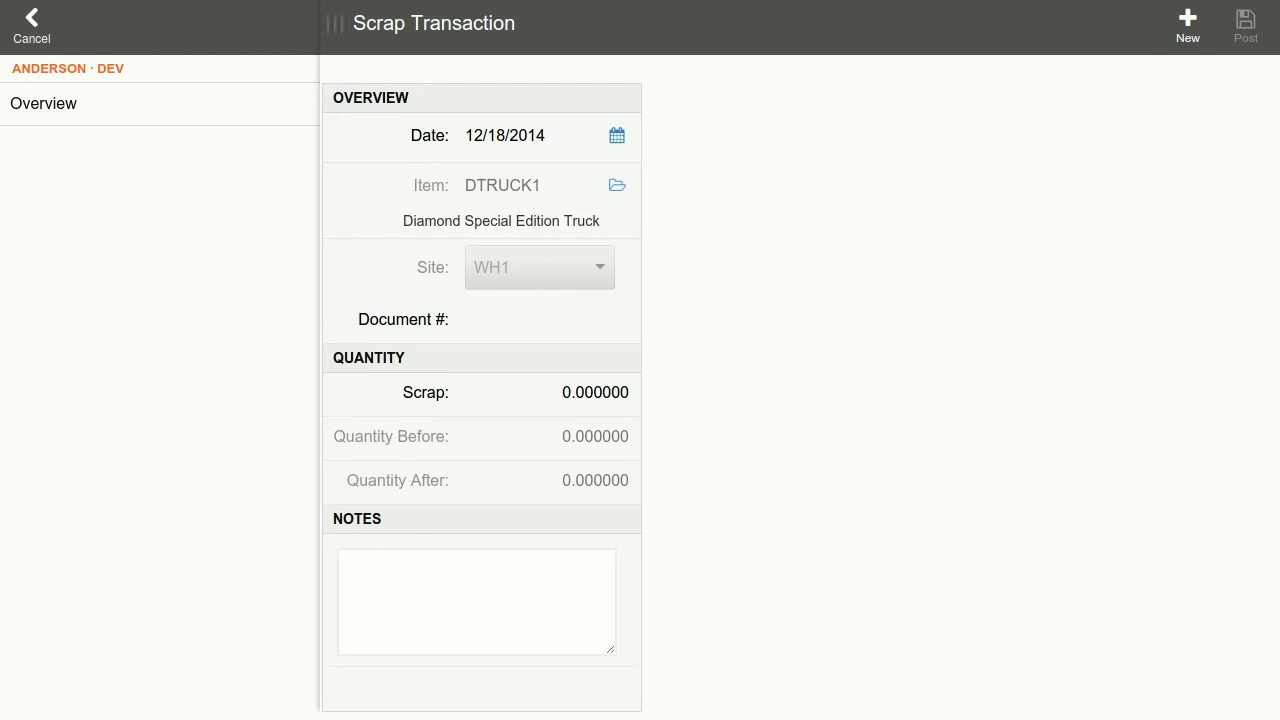 Cancel
Scrap Transaction
New
Post
ANDERSON · DEV
Overview
OVERVIEW
Date: 12/18/2014
Item: DTRUCK1
Diamond Special Edition Truck
Site: WH1
Document #:
QUANTITY
Scrap: 0.000000
Quantity Before: 0.000000
Quantity After: 0.000000
NOTES